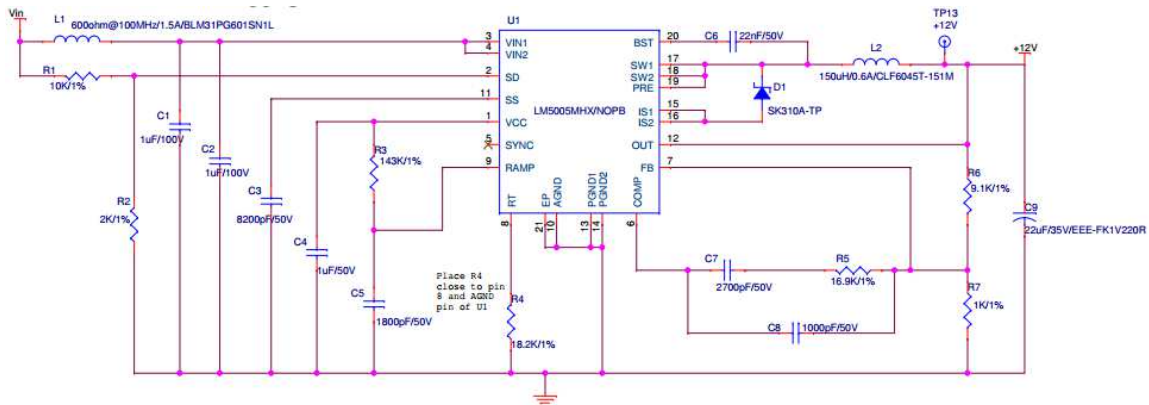 Vin
L1
600ohm@100MHz/1.5A/BLM31PG601SN1L
R1
10K/1%
C1
1uF/100V
C2
1uF/100V
R2
2K/1%
C3
8200pF/50V
R3
143K/1%
C4
1uF/50V
C5
1800pF/50V
U1
3 VIN1
4 VIN2
2 SD
11 SS
1 VCC
5 SYNC
9 RAMP
LM5005MHX/NOPB
BST 20
SW1 17
SW2 18
PRE 19
IS1 15
IS2 16
OUT 12
FB 7
RT
EP
AGND
PGND1
PGND2
COMP
8
21
10
13
14
6
Place R4
close to pin
8 and AGND
pin of U1
R4
18.2K/1%
C6
22nF/50V
D1
SK310A-TP
L2
150uH/0.6A/CLF6045T-151M
TP13
+12V
+12V
R6
9.1K/1%
C9
22uF/35V/EEE-FK1V220R
C7
2700pF/50V
R5
16.9K/1%
R7
1K/1%
C8
1000pF/50V